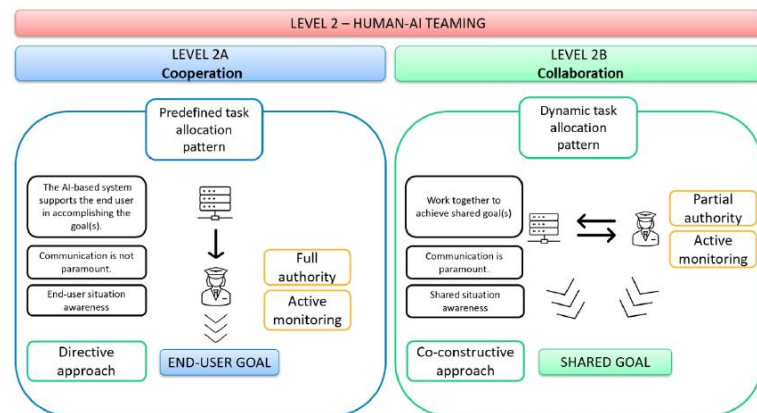 LEVEL 2 – HUMAN-AI TEAMING
LEVEL 2A
Cooperation
LEVEL 2B
Collaboration
Predefined task
allocation
pattern
The AI-based system
supports the end user
in accomplishing the
goal(s).
Communication is not
paramount.
End-user situation
awareness
Full
authority
Active
monitoring
Directive
approach
END-USER GOAL
Dynamic task
allocation
pattern
Work together to
achieve shared goal(s)
Communication is
paramount.
Shared situation
awareness
Partial
authority
Active
monitoring
Co-constructive
approach
SHARED GOAL